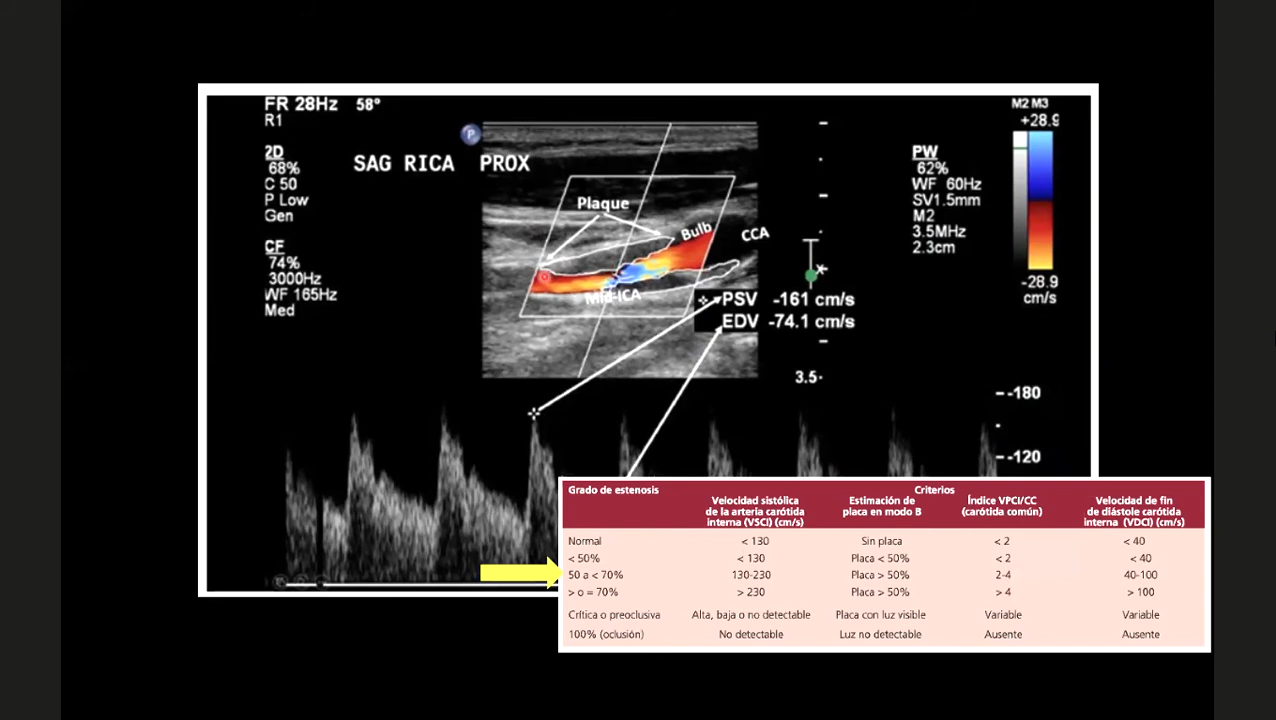 FR 28Hz 58°
R1
M2 M3
+28.9
P
2D
68%
C 50
P Low
Gen
SAG RICA PROX
PW
62%
WF 60Hz
SV1.5mm
M2
3.5MHz
2.3cm
Plaque
Bulb
CCA
CF
74%
3000Hz
WF 165Hz
Med
-28.9
cm/s
Mid-ICA
PSV -161 cm/s
EDV -74.1 cm/s
3.5
-180
-120
Grado de estenosis
Criterios
Velocidad sistólica de la arteria carótida interna (VSCI) (cm/s)
Estimación de placa en modo B
Índice VPCI/CC (carótida común)
Velocidad de fin de diástole carótida interna (VDCI) (cm/s)
Normal < 130 Sin placa < 2 < 40
< 50% < 130 Placa < 50% < 2 < 40
50 a < 70% 130-230 Placa > 50% 2-4 40-100
> o = 70% > 230 Placa > 50% > 4 > 100
Crítica o preoclusiva Alta, baja o no detectable Placa con luz visible Variable Variable
100% (oclusión) No detectable Luz no detectable Ausente Ausente